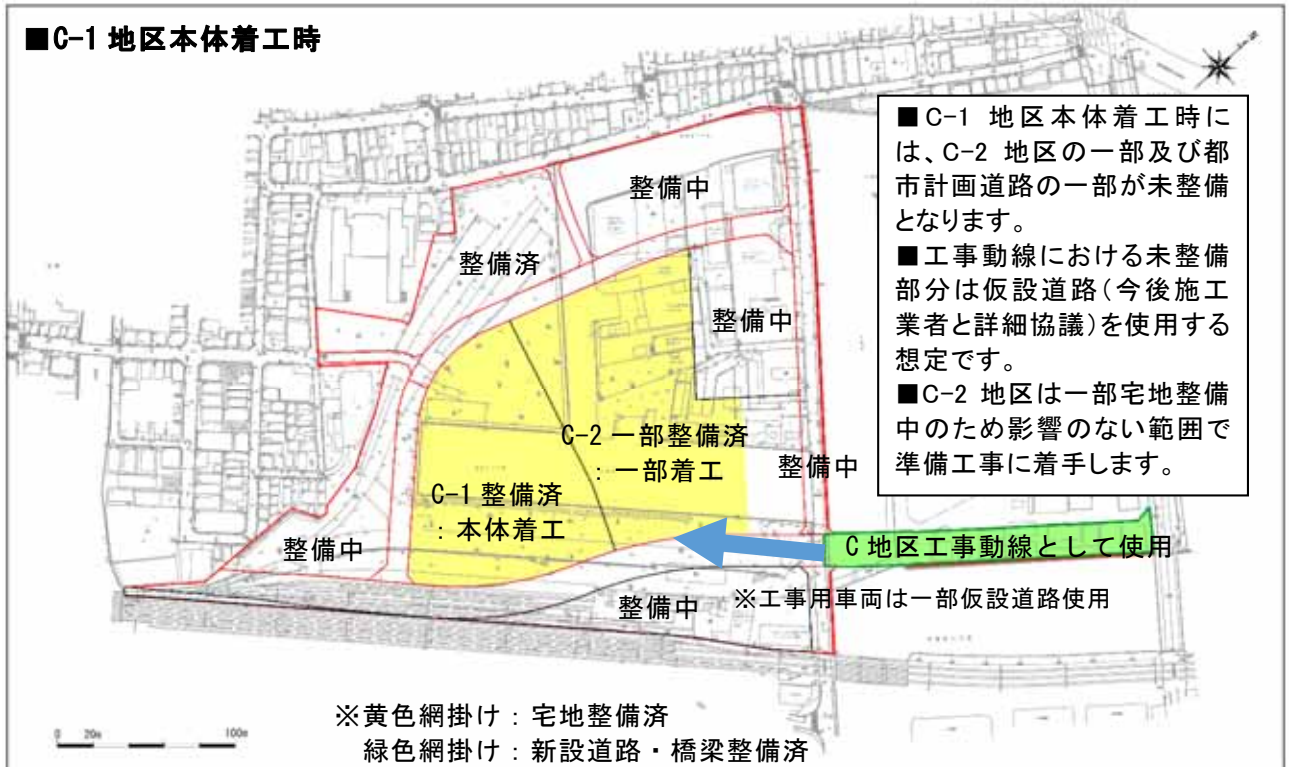 ■C-1 地区本体着工時
■C-1 地区本体着工時に
は、C-2 地区の一部及び都
市計画道路の一部が未整備
となります。
■工事動線における未整備
部分は仮設道路(今後施工
業者と詳細協議)を使用する
想定です。
■C-2 地区は一部宅地整備
中のため影響のない範囲で
準備工事に着手します。
整備中
整備済
整備中
C-2 一部整備済
:一部着工
整備中
C-1 整備済
:本体着工
整備中
C 地区工事動線として使用
整備中
※工事用車両は一部仮設道路使用
※黄色網掛け:宅地整備済
緑色網掛け:新設道路・橋梁整備済
0 20m 100m